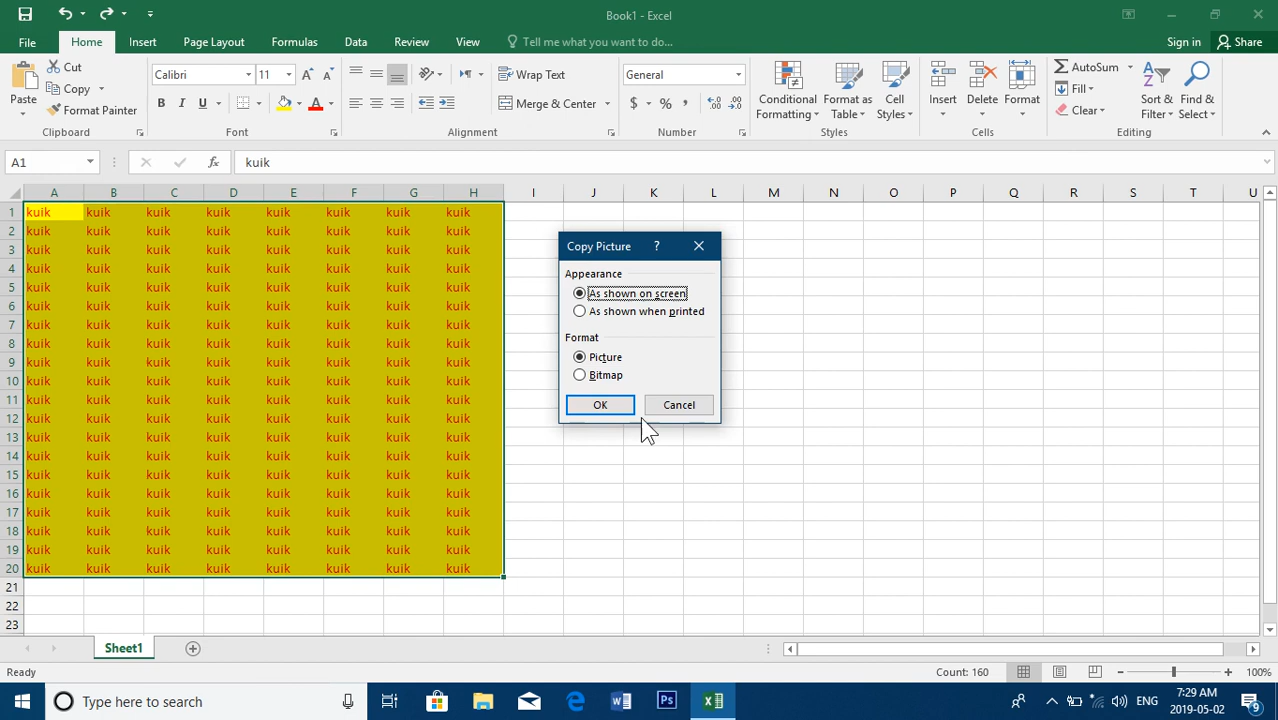 Book1 - Excel
File Home Insert Page Layout Formulas Data Review View Tell me what you want to do... Sign in Share
Paste Cut Copy Format Painter Clipboard
Calibri 11 A A B I U A Font
Wrap Text Merge & Center Alignment
General $ % , Number
Conditional Formatting Format as Table Cell Styles Styles
Insert Delete Format Cells
AutoSum Fill Clear Sort & Filter Find & Select Editing
A1 fx kuik
A B C D E F G H I J K L M N O P Q R S T U
1 kuik kuik kuik kuik kuik kuik kuik kuik
2 kuik kuik kuik kuik kuik kuik kuik kuik
3 kuik kuik kuik kuik kuik kuik kuik kuik
4 kuik kuik kuik kuik kuik kuik kuik kuik
5 kuik kuik kuik kuik kuik kuik kuik kuik
6 kuik kuik kuik kuik kuik kuik kuik kuik
7 kuik kuik kuik kuik kuik kuik kuik kuik
8 kuik kuik kuik kuik kuik kuik kuik kuik
9 kuik kuik kuik kuik kuik kuik kuik kuik
10 kuik kuik kuik kuik kuik kuik kuik kuik
11 kuik kuik kuik kuik kuik kuik kuik kuik
12 kuik kuik kuik kuik kuik kuik kuik kuik
13 kuik kuik kuik kuik kuik kuik kuik kuik
14 kuik kuik kuik kuik kuik kuik kuik kuik
15 kuik kuik kuik kuik kuik kuik kuik kuik
16 kuik kuik kuik kuik kuik kuik kuik kuik
17 kuik kuik kuik kuik kuik kuik kuik kuik
18 kuik kuik kuik kuik kuik kuik kuik kuik
19 kuik kuik kuik kuik kuik kuik kuik kuik
20 kuik kuik kuik kuik kuik kuik kuik kuik
21
22
23
Copy Picture ?
Appearance
As shown on screen
As shown when printed
Format
Picture
Bitmap
OK Cancel
Sheet1
Ready Count: 160 100%
Type here to search W Ps X ENG 7:29 AM
2019-05-02 9